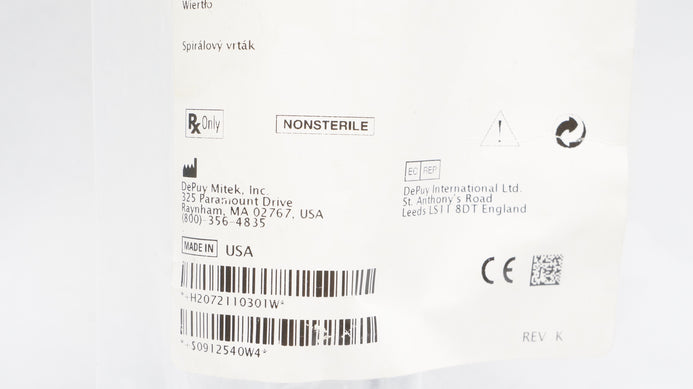 Wiertło
Spirálový vrták
Rx Only
NONSTERILE
!
EC REP
DePuy Mitek, Inc.
325 Paramount Drive
Raynham, MA 02767, USA
(800)-356-4835
DePuy International Ltd.
St. Anthony's Road
Leeds LS11 8DT England
MADE IN USA
CE
*+H2072110301W*
*+S0912540W4*
REV K